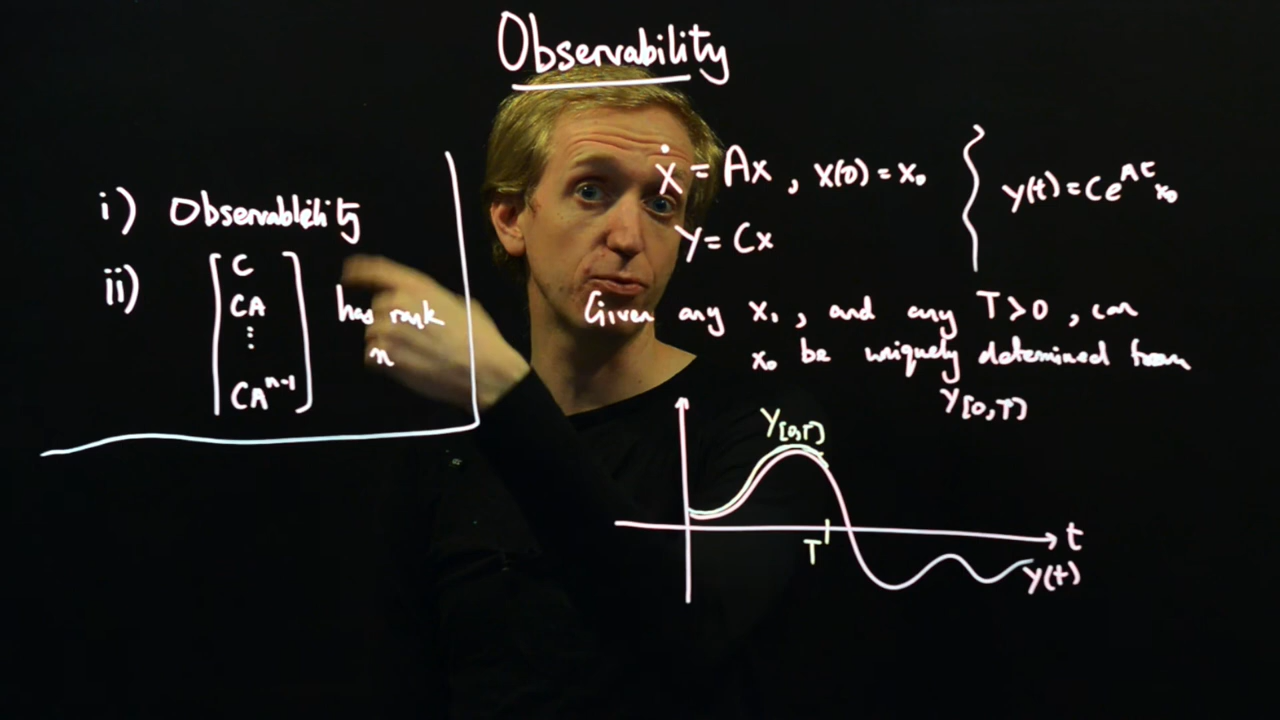 Observability
i) Observability
ii) [ C
CA
⋮
CAⁿ⁻¹ ] has rank
n
ẋ = Ax , x(0) = x₀
y = Cx
y(t) = Ce^{At} x₀
Given any x₀, and any T>0, can
x₀ be uniquely determined from
y[0,T]
y[0,T]
T
t
y(t)